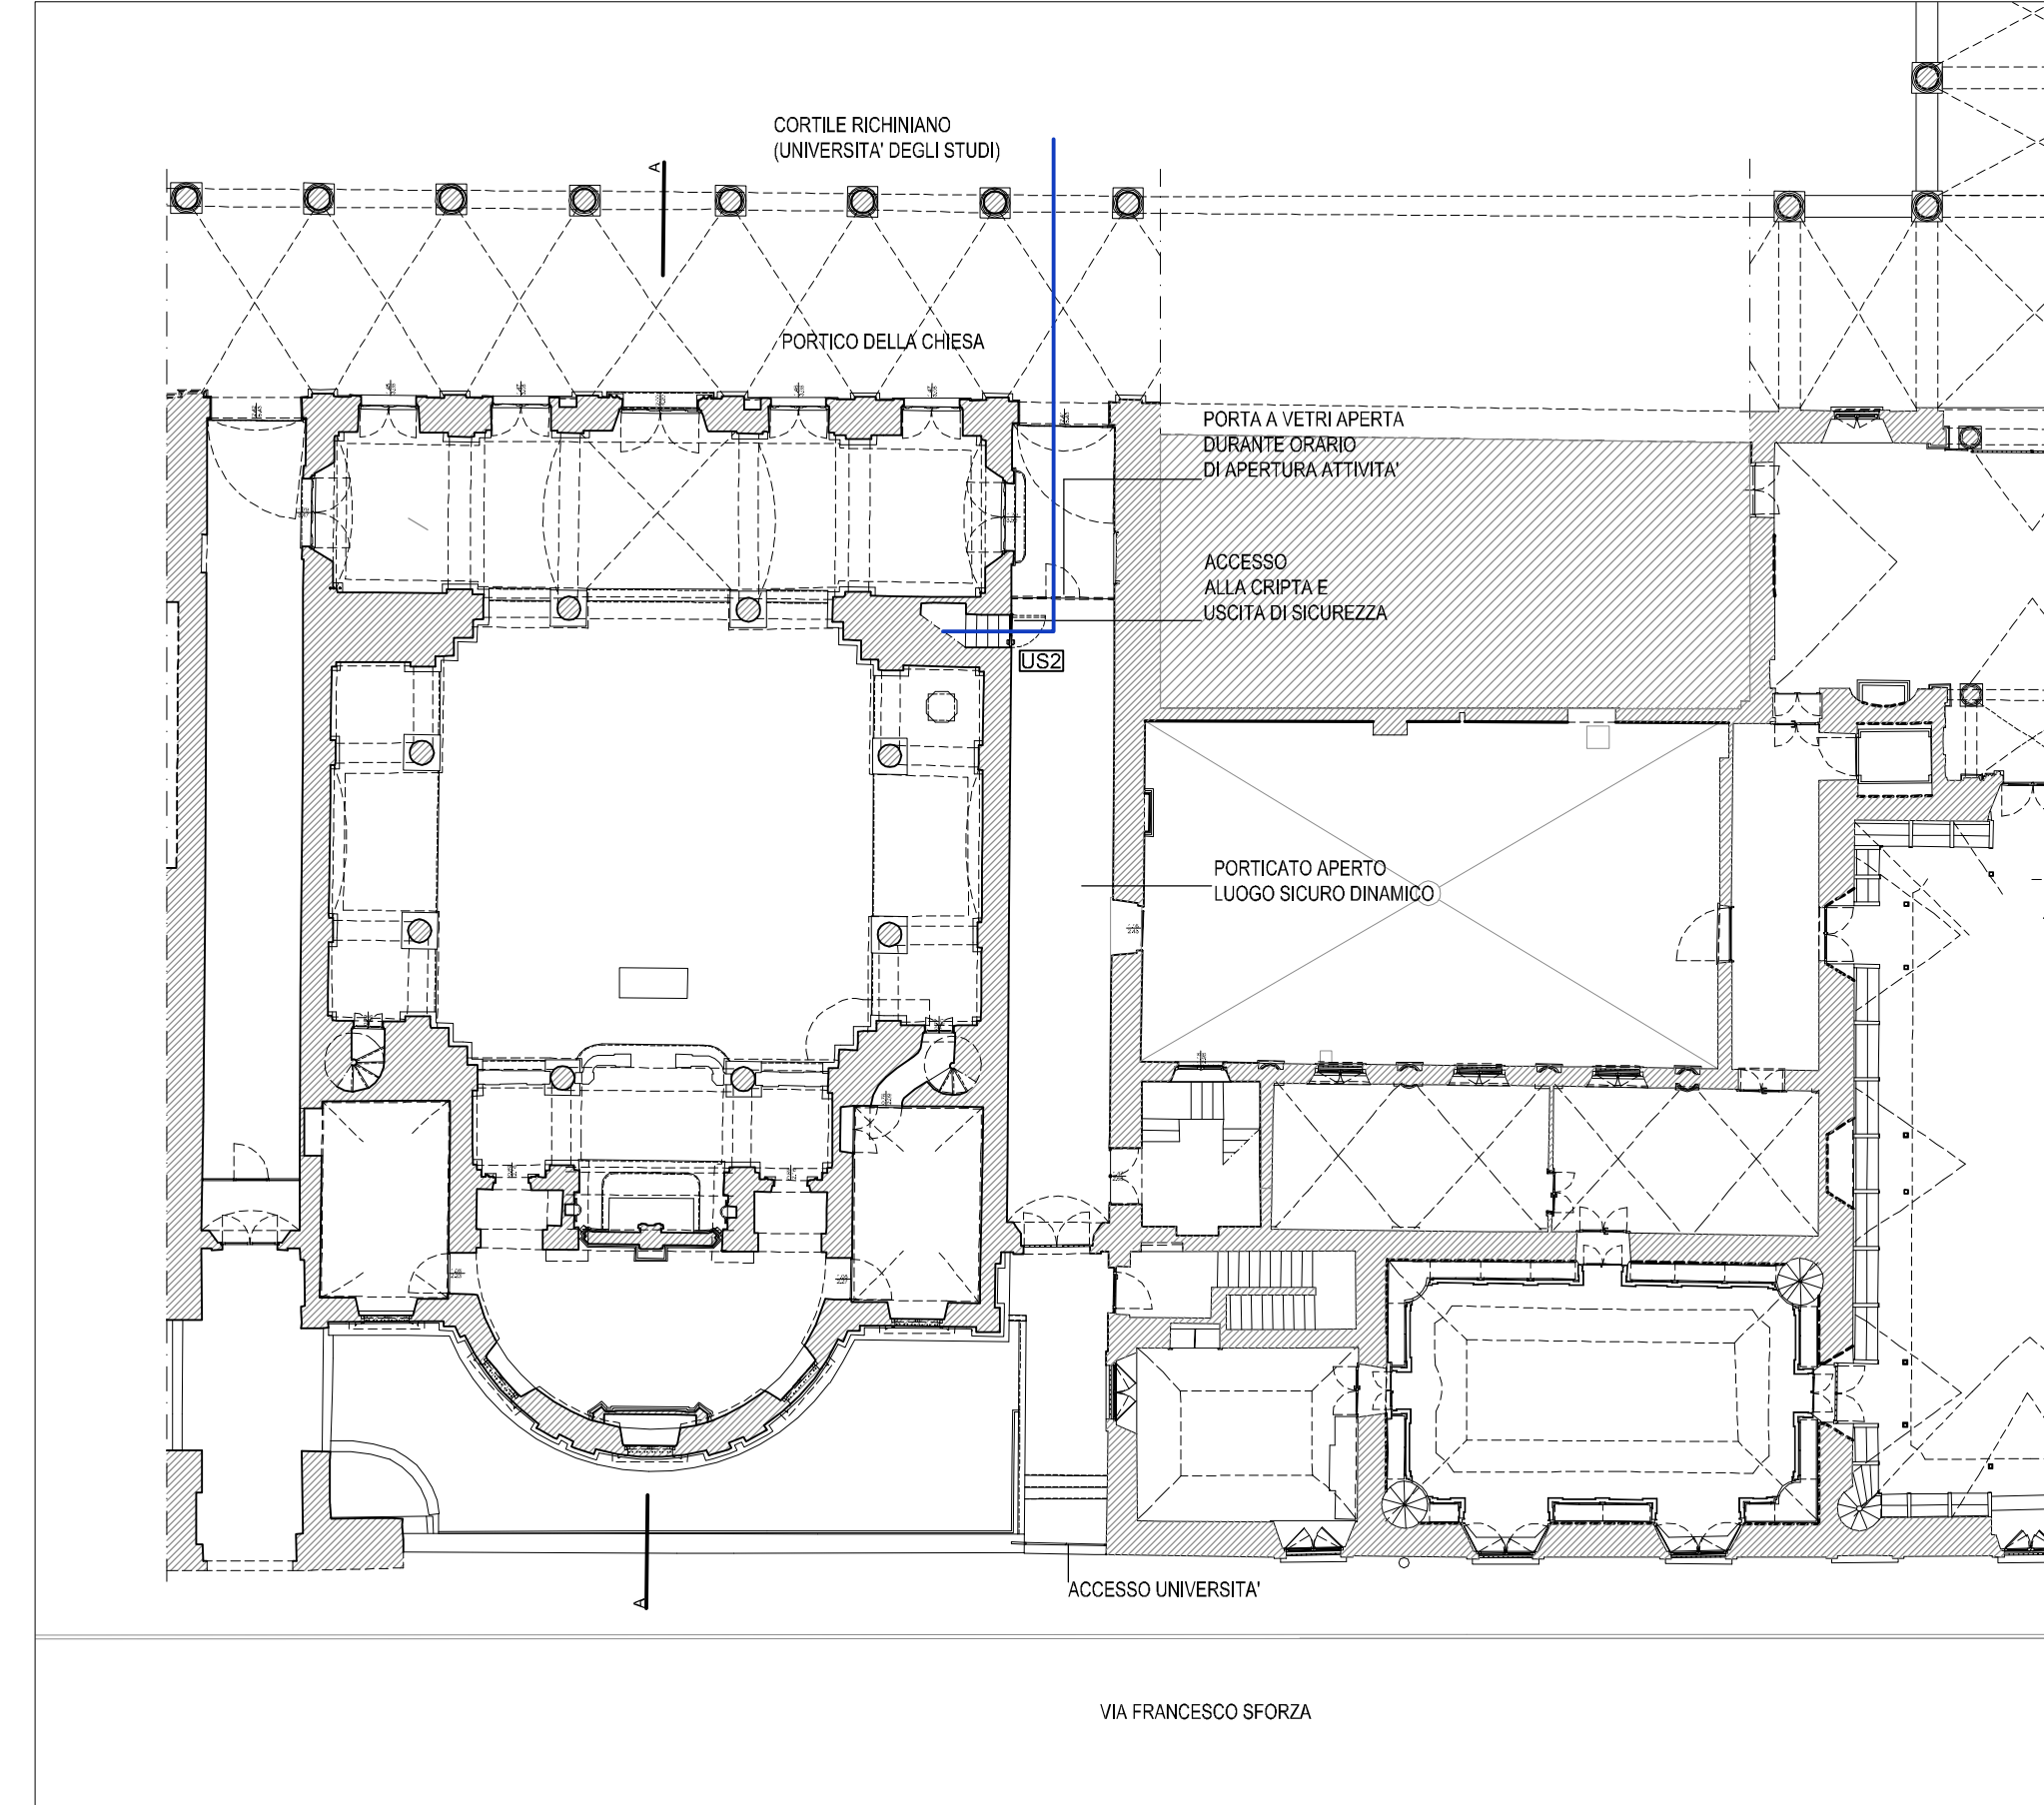 CORTILE RICHINIANO
(UNIVERSITA' DEGLI STUDI)
A
PORTICO DELLA CHIESA
PORTA A VETRI APERTA
DURANTE ORARIO
DI APERTURA ATTIVITA'
ACCESSO
ALLA CRIPTA E
USCITA DI SICUREZZA
US2
PORTICATO APERTO
LUOGO SICURO DINAMICO
ACCESSO UNIVERSITA'
A
VIA FRANCESCO SFORZA